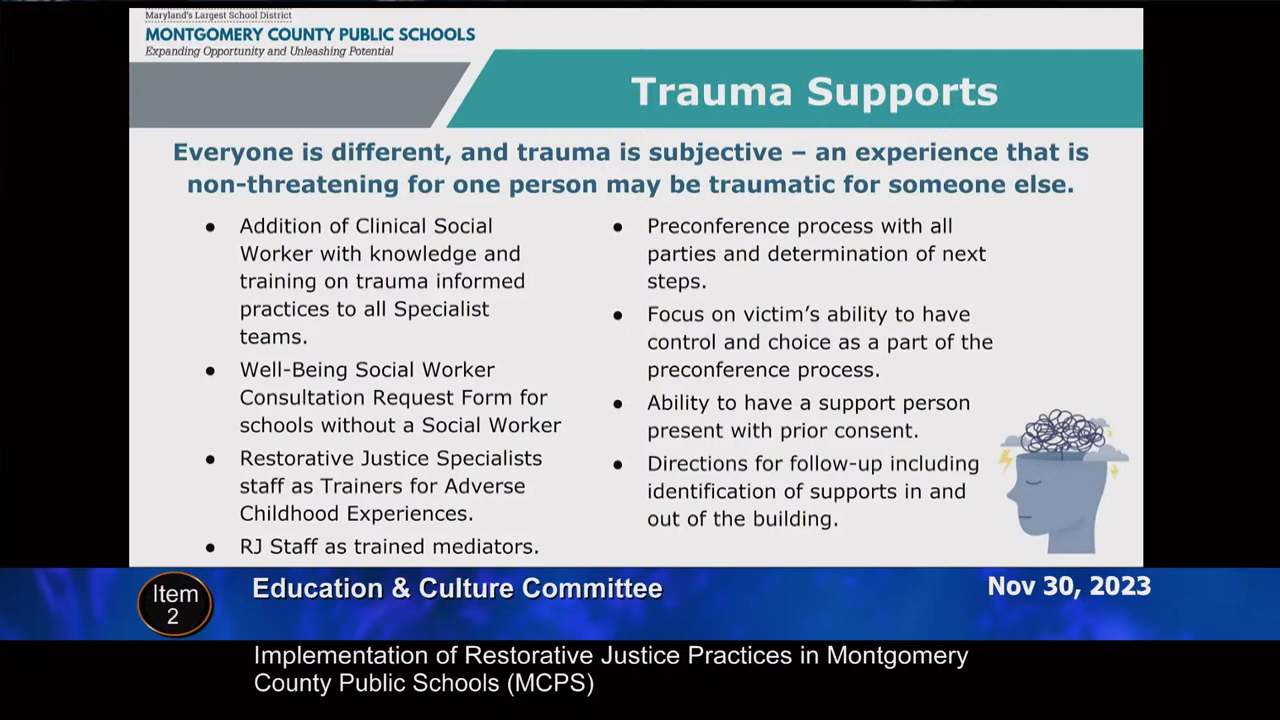 Maryland's Largest School District
MONTGOMERY COUNTY PUBLIC SCHOOLS
Expanding Opportunity and Unleashing Potential
Trauma Supports
Everyone is different, and trauma is subjective – an experience that is
non-threatening for one person may be traumatic for someone else.
● Addition of Clinical Social
Worker with knowledge and
training on trauma informed
practices to all Specialist
teams.
● Well-Being Social Worker
Consultation Request Form for
schools without a Social Worker
● Restorative Justice Specialists
staff as Trainers for Adverse
Childhood Experiences.
● RJ Staff as trained mediators.
● Preconference process with all
parties and determination of next
steps.
● Focus on victim's ability to have
control and choice as a part of the
preconference process.
● Ability to have a support person
present with prior consent.
● Directions for follow-up including
identification of supports in and
out of the building.
Item
2
Education & Culture Committee
Nov 30, 2023
Implementation of Restorative Justice Practices in Montgomery
County Public Schools (MCPS)